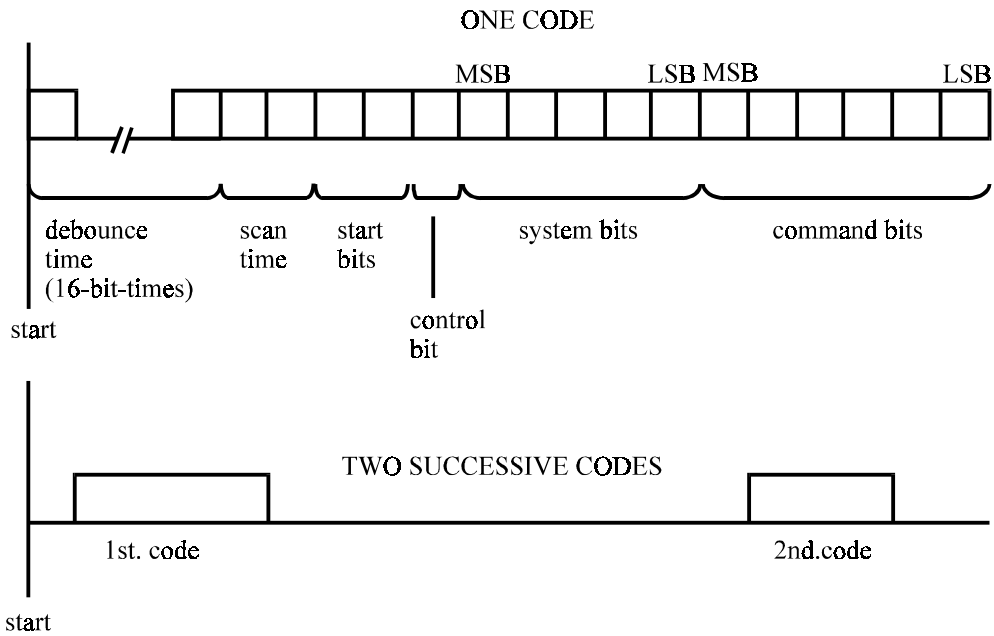 ONE CODE
MSB
LSB
MSB
LSB
debounce
time
(16-bit-times)
scan
time
start
bits
control
bit
system bits
command bits
start
TWO SUCCESSIVE CODES
1st. code
2nd.code
start